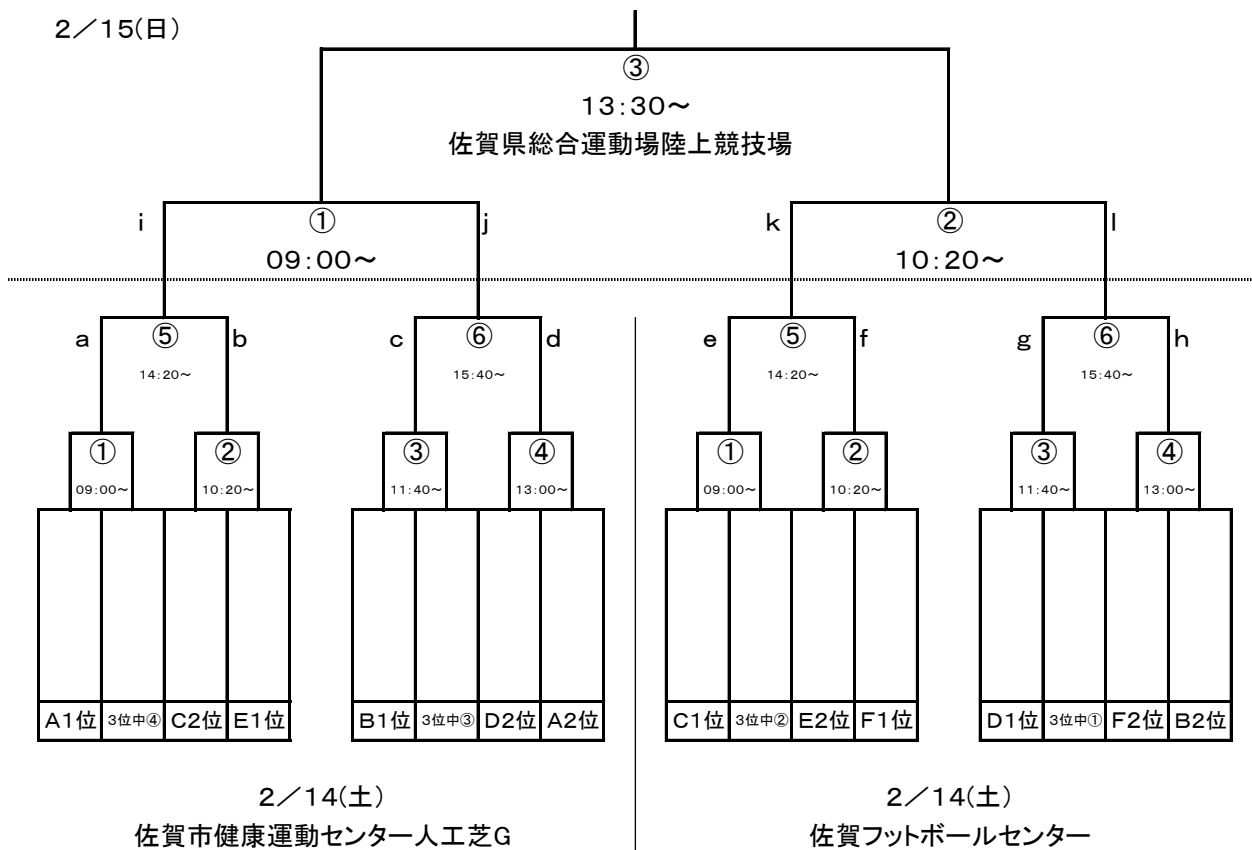 2／15(日)
③
13:30～
佐賀県総合運動場陸上競技場
i ① j k ② l
09:00～ 10:20～
a ⑤ b c ⑥ d e ⑤ f g ⑥ h
14:20～ 15:40～ 14:20～ 15:40～
① ② ③ ④ ① ② ③ ④
09:00～ 10:20～ 11:40～ 13:00～ 09:00～ 10:20～ 11:40～ 13:00～
A1位 3位中④ C2位 E1位 B1位 3位中③ D2位 A2位 C1位 3位中② E2位 F1位 D1位 3位中① F2位 B2位
2／14(土) 2／14(土)
佐賀市健康運動センター人工芝G 佐賀フットボールセンター